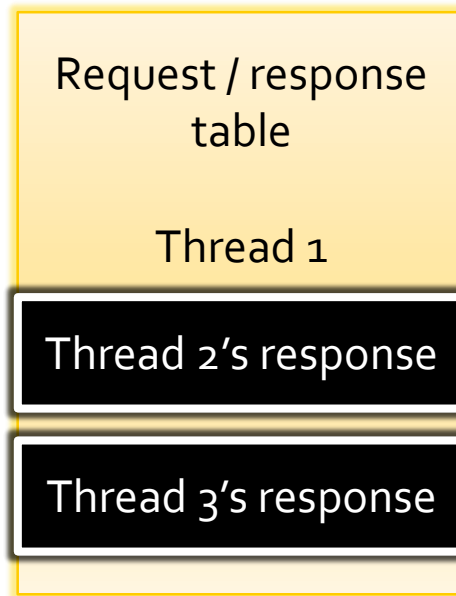 Request / response
table
Thread 1
Thread 2’s response
Thread 3’s response